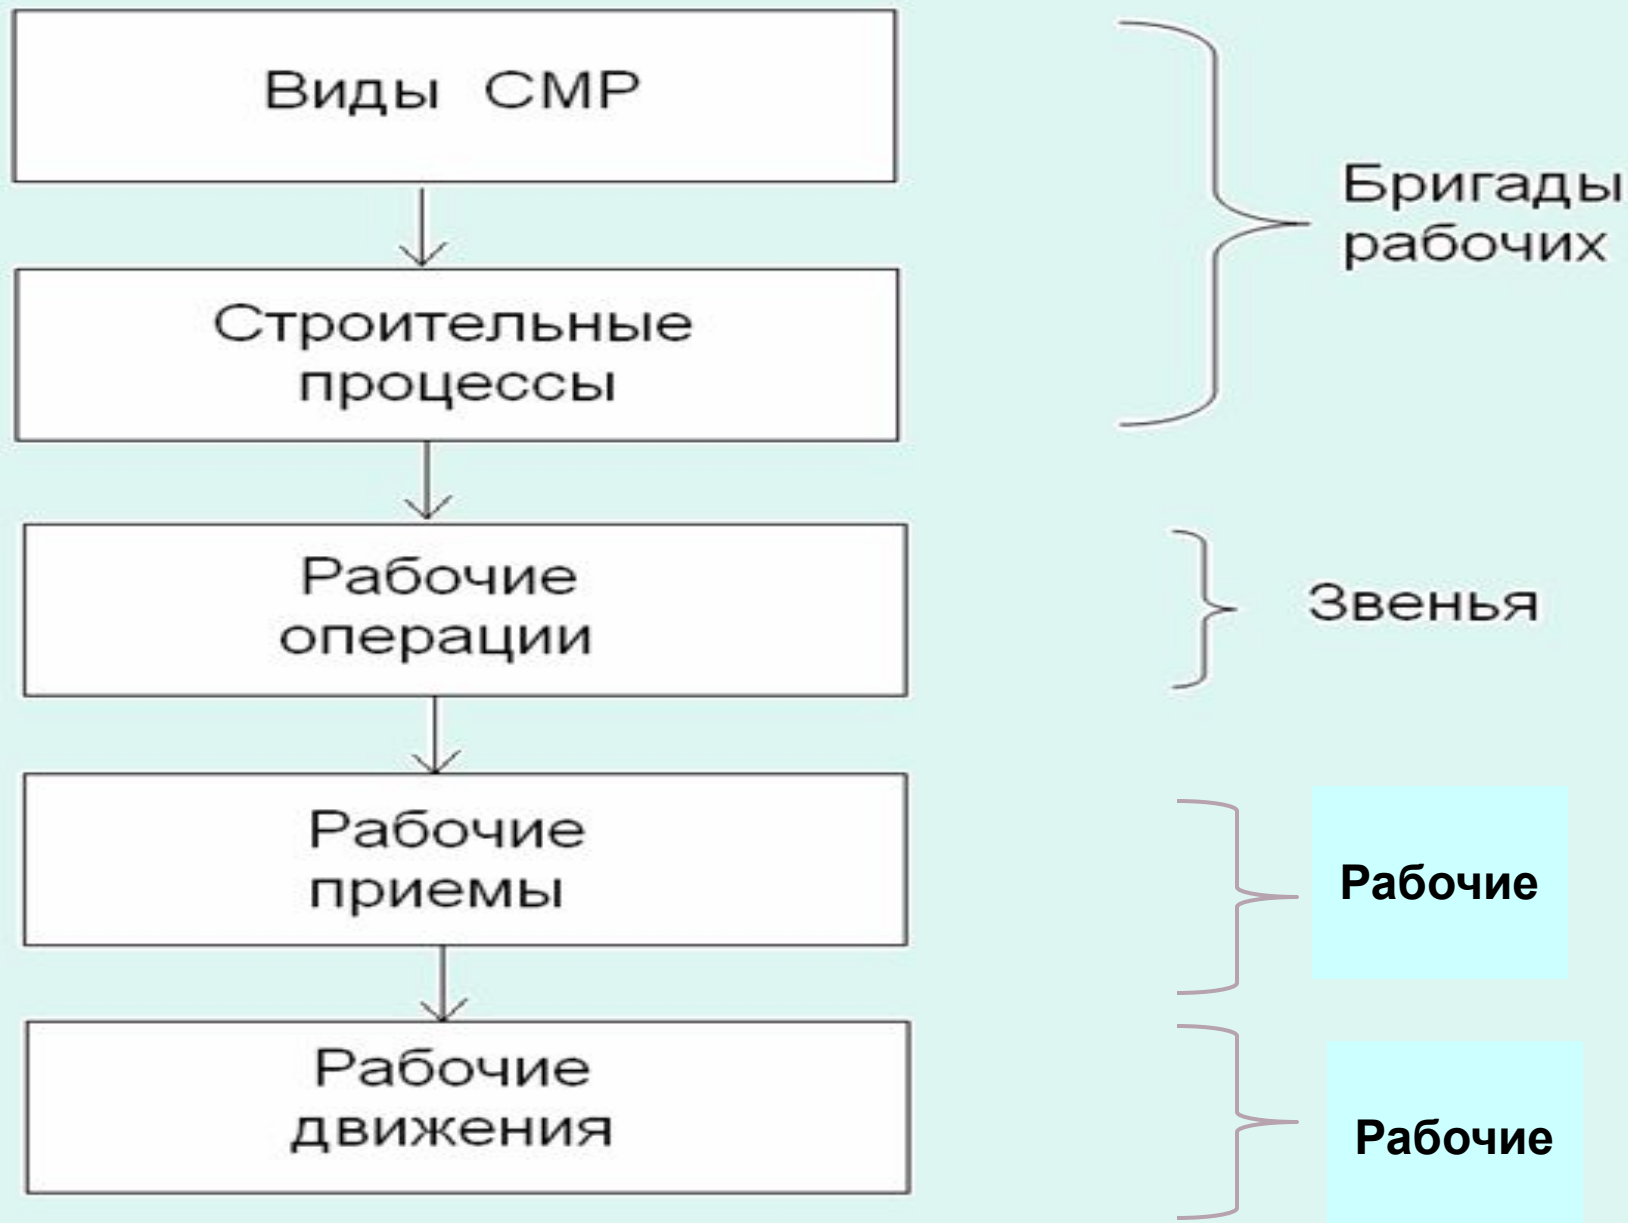 Виды СМР
Бригады
рабочих
Строительные
процессы
Рабочие
операции
Звенья
Рабочие
приемы
Рабочие
Рабочие
движения
Рабочие